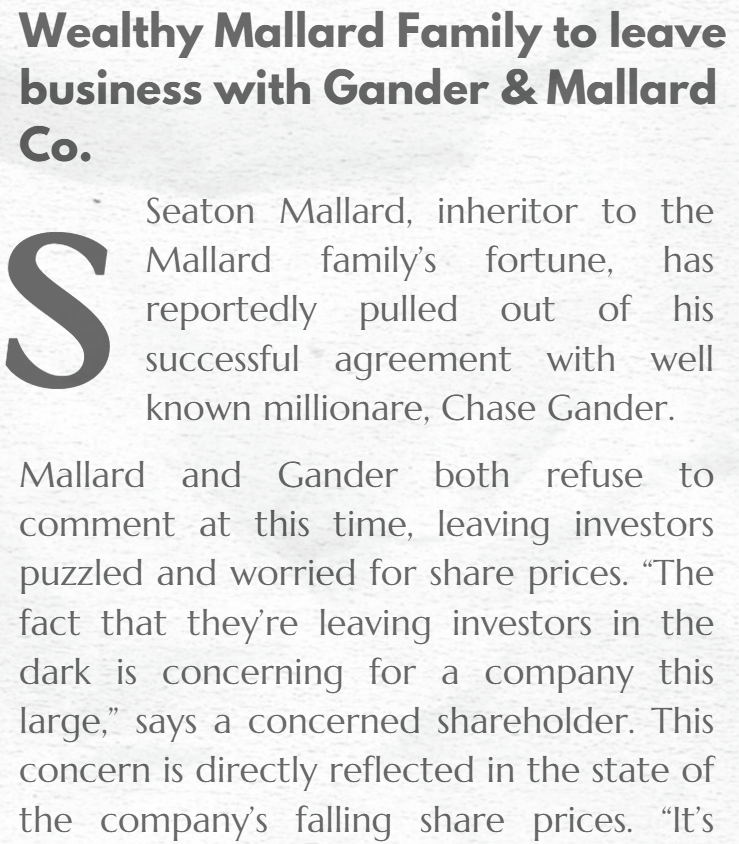 Wealthy Mallard Family to leave
business with Gander & Mallard
Co.
S
Seaton Mallard, inheritor to the
Mallard family’s fortune, has
reportedly pulled out of his
successful agreement with well
known millionare, Chase Gander.
Mallard and Gander both refuse to
comment at this time, leaving investors
puzzled and worried for share prices. “The
fact that they’re leaving investors in the
dark is concerning for a company this
large,” says a concerned shareholder. This
concern is directly reflected in the state of
the company’s falling share prices. “It’s